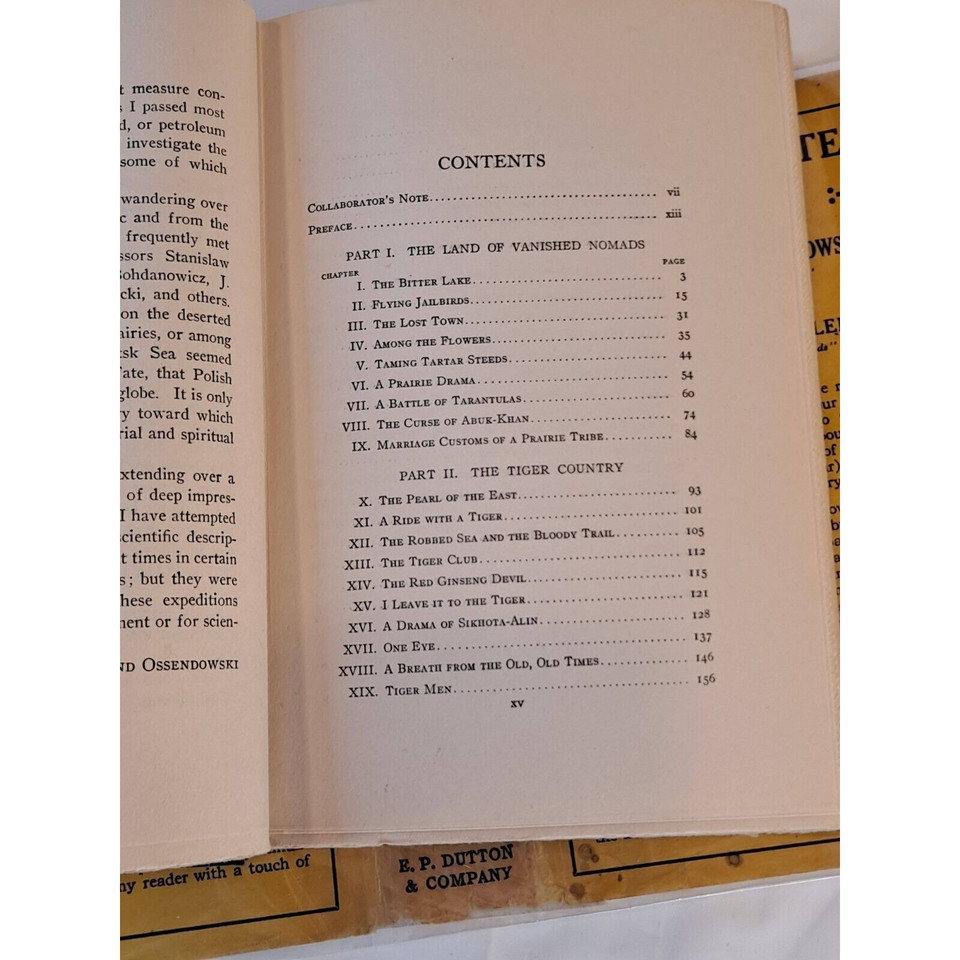 t measure con-
I passed most
d, or petroleum
investigate the
some of which
wandering over
c and from the
frequently met
ssors Stanislaw
ohdanowicz, J.
cki, and others.
on the deserted
airies, or among
sk Sea seemed
ate, that Polish
globe. It is only
y toward which
rial and spiritual
xtending over a
of deep impres-
I have attempted
cientific descrip-
t times in certain
s; but they were
hese expeditions
ment or for scien-
ND OSSENDOWSKI
CONTENTS
COLLABORATOR'S NOTE vii
PREFACE xiii
PART I. THE LAND OF VANISHED NOMADS
CHAPTER PAGE
I. THE BITTER LAKE 3
II. FLYING JAILBIRDS 15
III. THE LOST TOWN 31
IV. AMONG THE FLOWERS 35
V. TAMING TARTAR STEEDS 44
VI. A PRAIRIE DRAMA 54
VII. A BATTLE OF TARANTULAS 60
VIII. THE CURSE OF ABUK-KHAN 74
IX. MARRIAGE CUSTOMS OF A PRAIRIE TRIBE 84
PART II. THE TIGER COUNTRY
X. THE PEARL OF THE EAST 93
XI. A RIDE WITH A TIGER 101
XII. THE ROBBED SEA AND THE BLOODY TRAIL 105
XIII. THE TIGER CLUB 112
XIV. THE RED GINSENG DEVIL 115
XV. I LEAVE IT TO THE TIGER 121
XVI. A DRAMA OF SIKHOTA-ALIN 128
XVII. ONE EYE 137
XVIII. A BREATH FROM THE OLD, OLD TIMES 146
XIX. TIGER MEN 156
xv
TE
OWS
LE
ds"
ny reader with a touch of
E. P. DUTTON
& COMPANY